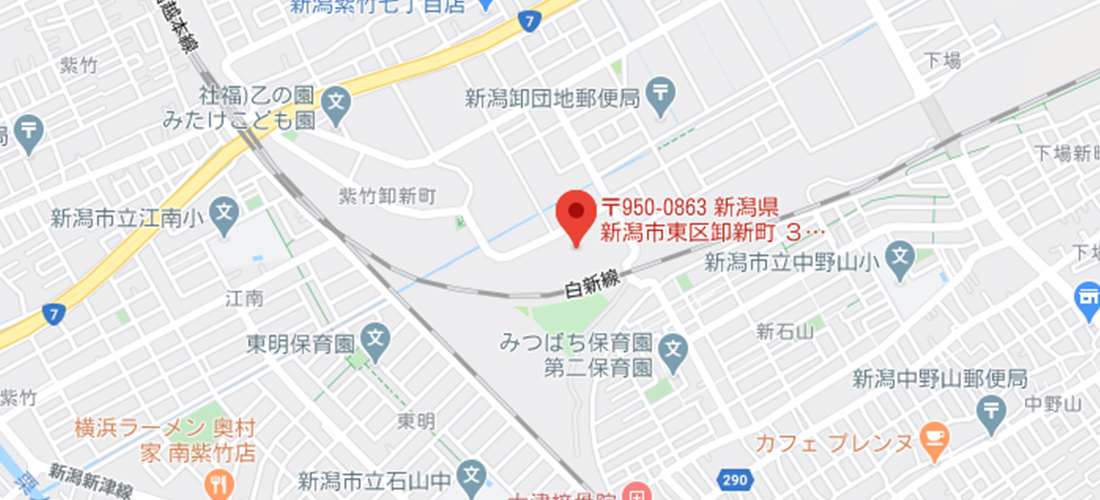 新潟紫竹七丁目店
7
越後本線
紫竹
下場
社福)乙の園
みたけこども園
新潟卸団地郵便局
局
下場新町
紫竹卸新町
新潟市立江南小
〒950-0863 新潟県
新潟市東区卸新町 3…
新潟市立中野山小
白新線
江南
7
東明保育園
みつばち保育園
第二保育園
新石山
新潟中野山郵便局
中野山
紫竹
東明
横浜ラーメン 奥村
家 南紫竹店
カフェ プレンヌ
新潟新津線
新潟市立石山中
290